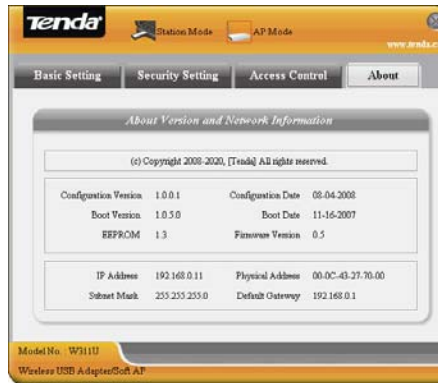 Tenda
Station Mode AP Mode
www.tenda.c
Basic Setting Security Setting Access Control About
About Version and Network Information
(c) Copyright 2008-2020, [Tenda] All rights reserved.
Configuration Version 1.0.0.1 Configuration Date 08-04-2008
Boot Version 1.0.5.0 Boot Date 11-16-2007
EEPROM 1.3 Firmware Version 0.5
IP Address 192.168.0.11 Physical Address 00-0C-43-27-70-00
Subnet Mask 255.255.255.0 Default Gateway 192.168.0.1
Model No. : W311U
Wireless USB Adapter/Soft AP